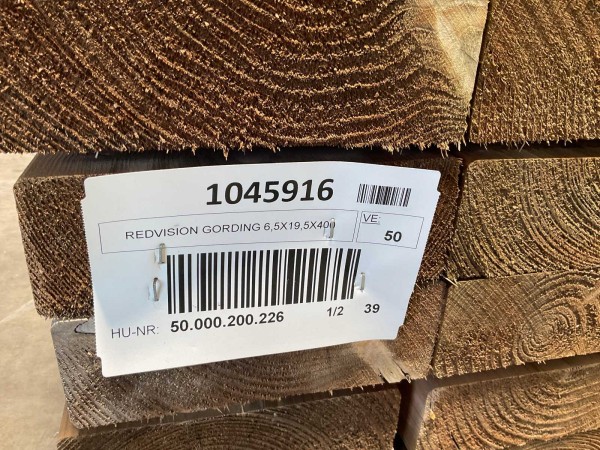 1045916
REDVISION GORDING 6,5X19,5X400
VE:
50
HU-NR: 50.000.200.226 1/2 39